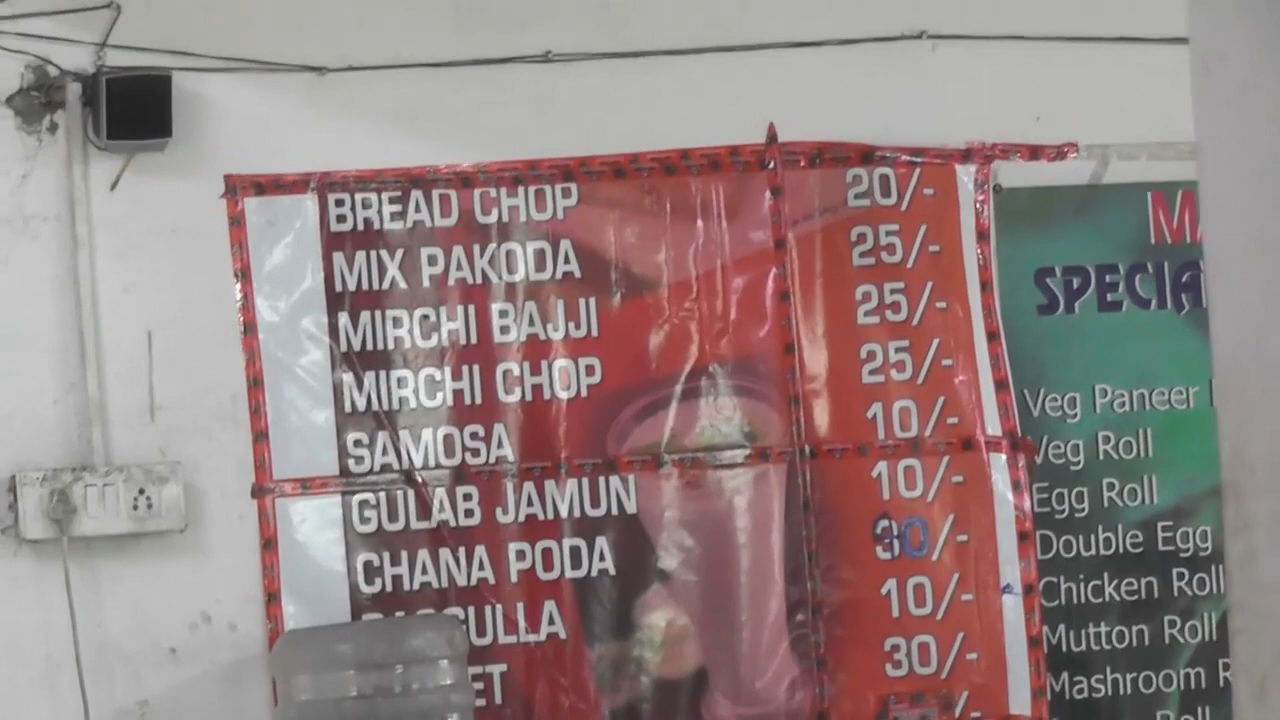 BREAD CHOP 20/-
MIX PAKODA 25/-
MIRCHI BAJJI 25/-
MIRCHI CHOP 25/-
SAMOSA 10/-
GULAB JAMUN 10/-
CHANA PODA 30/-
10/-
30/-
Veg Paneer
Veg Roll
Egg Roll
Double Egg
Chicken Roll
Mutton Roll
Mashroom
Roll